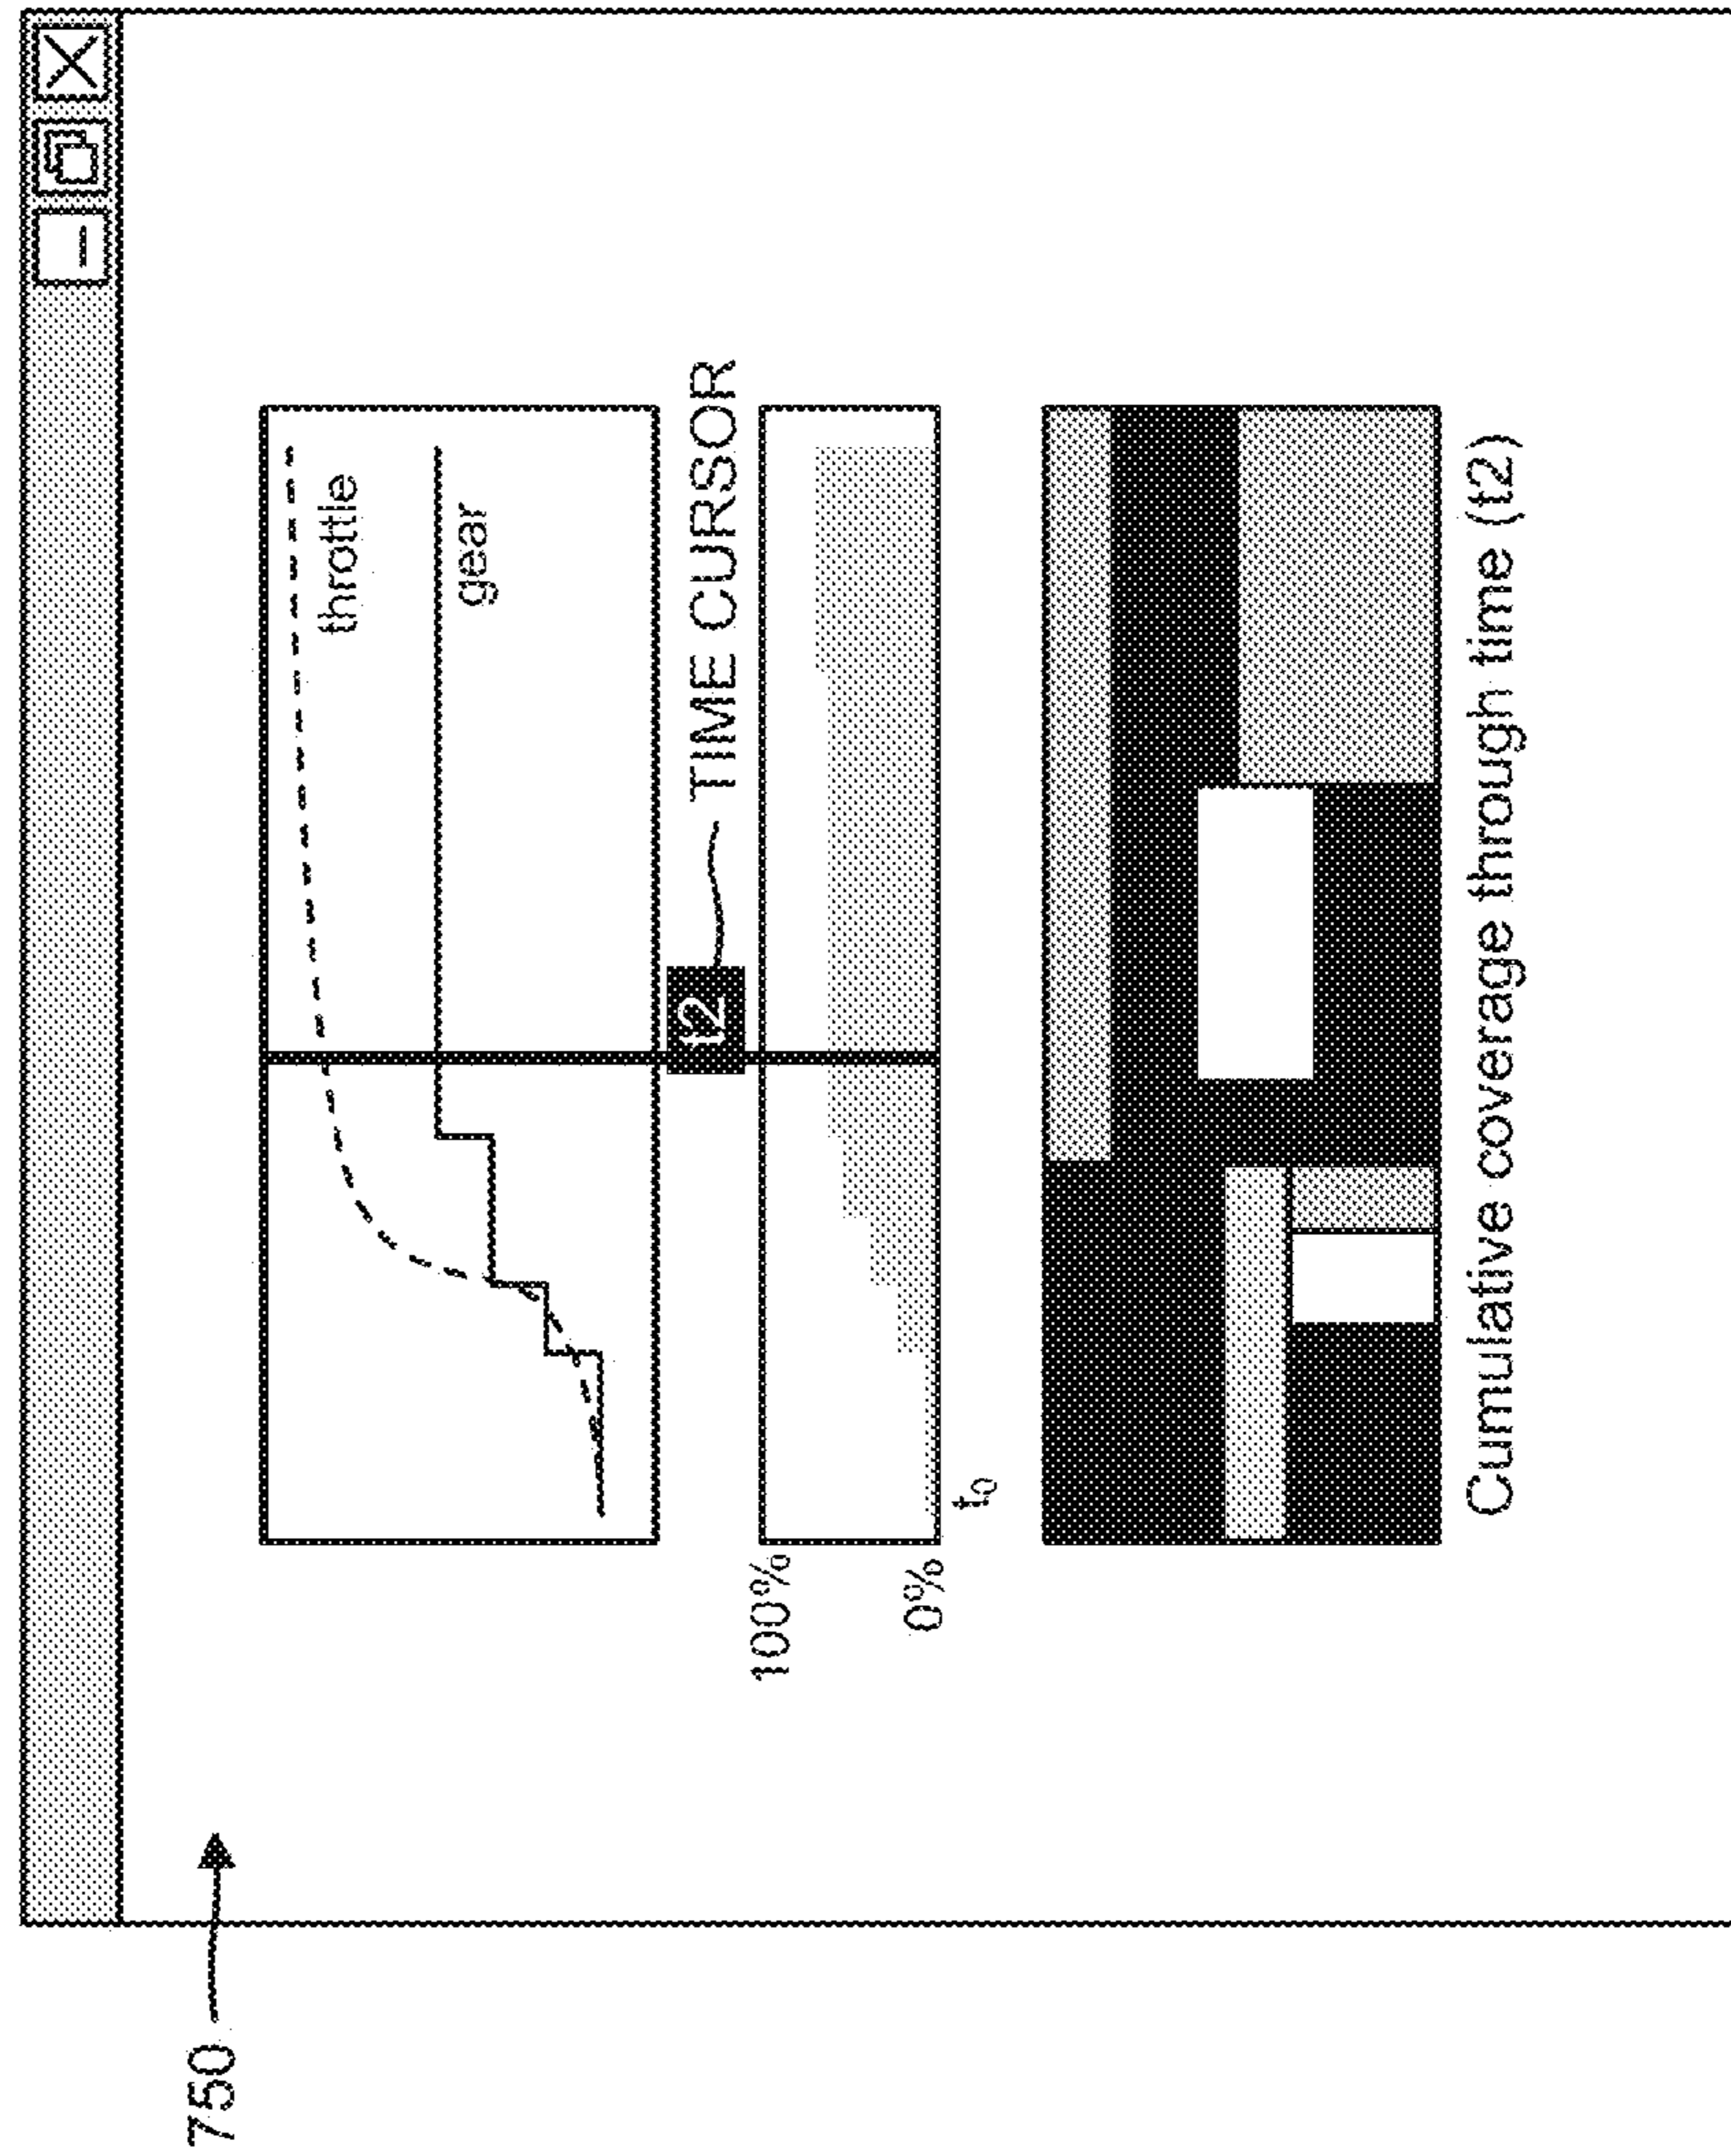 750
throttle
gear
t2
TIME CURSOR
100%
0%
t0
Cumulative coverage through time (t2)